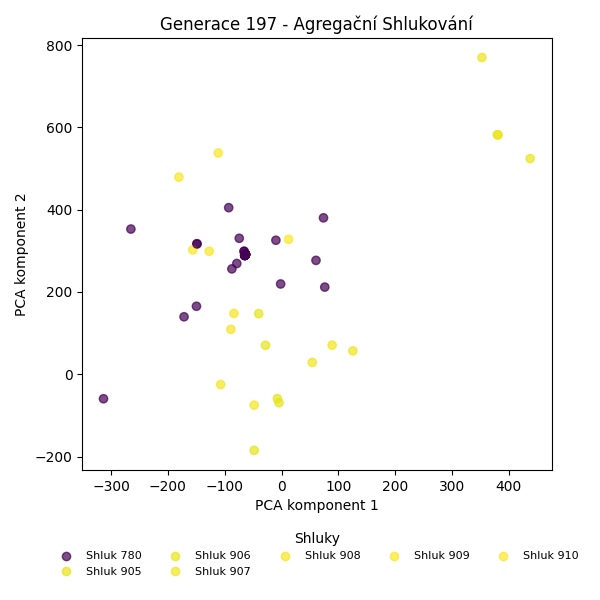 Generace 197 - Agregační Shlukování
800
600
400
200
0
−200
PCA komponent 2
−300 −200 −100 0 100 200 300 400
PCA komponent 1
Shluky
Shluk 780 Shluk 906 Shluk 908 Shluk 909 Shluk 910
Shluk 905 Shluk 907